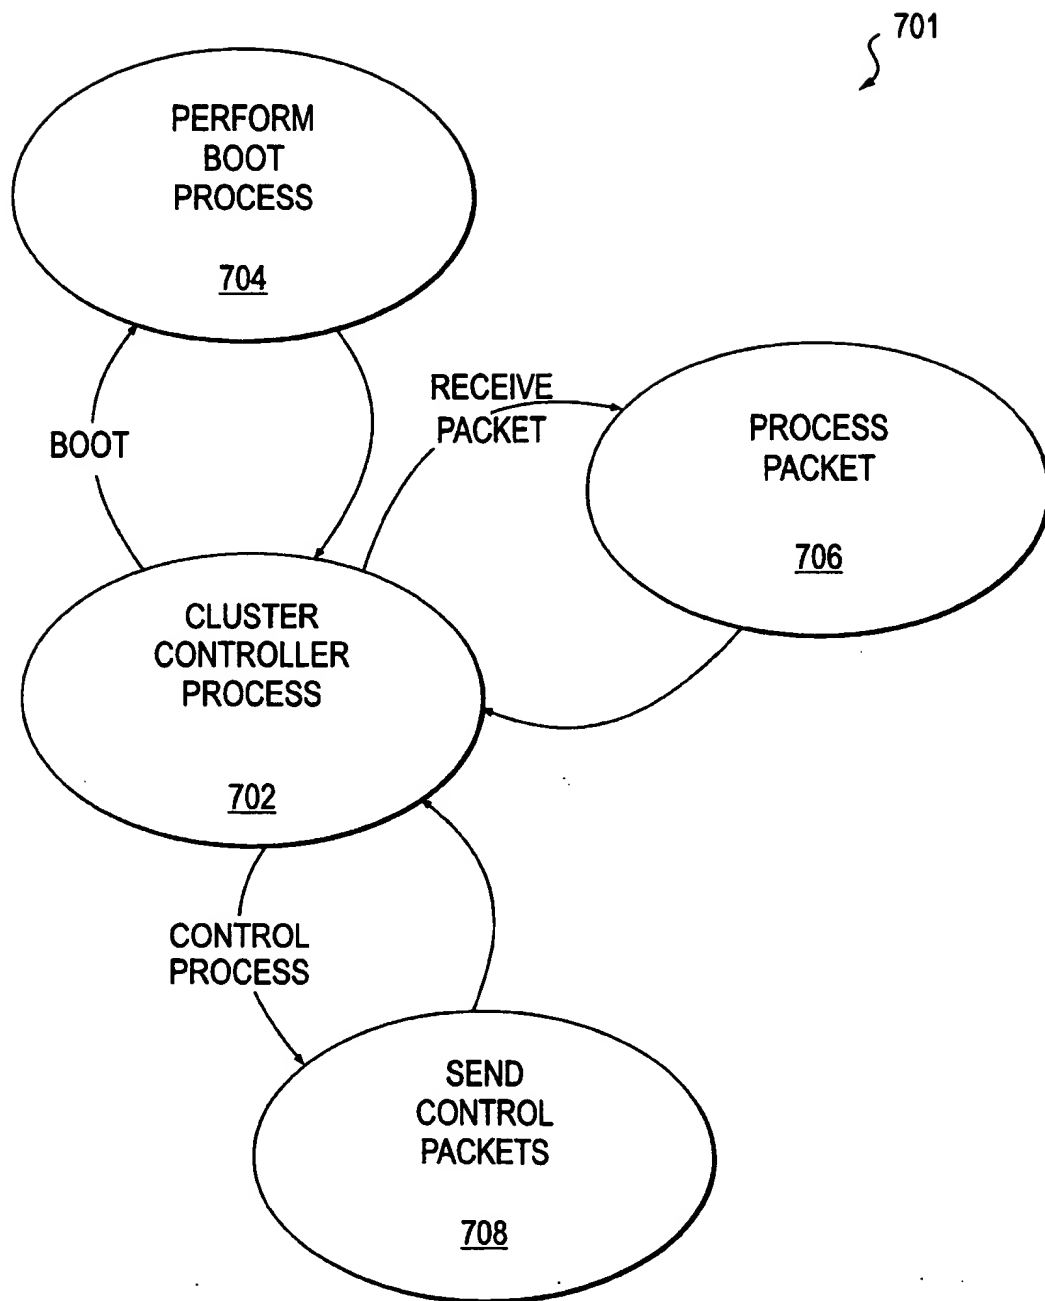 701
PERFORM
BOOT
PROCESS
704
RECEIVE
PACKET
BOOT
PROCESS
PACKET
706
CLUSTER
CONTROLLER
PROCESS
702
CONTROL
PROCESS
SEND
CONTROL
PACKETS
708